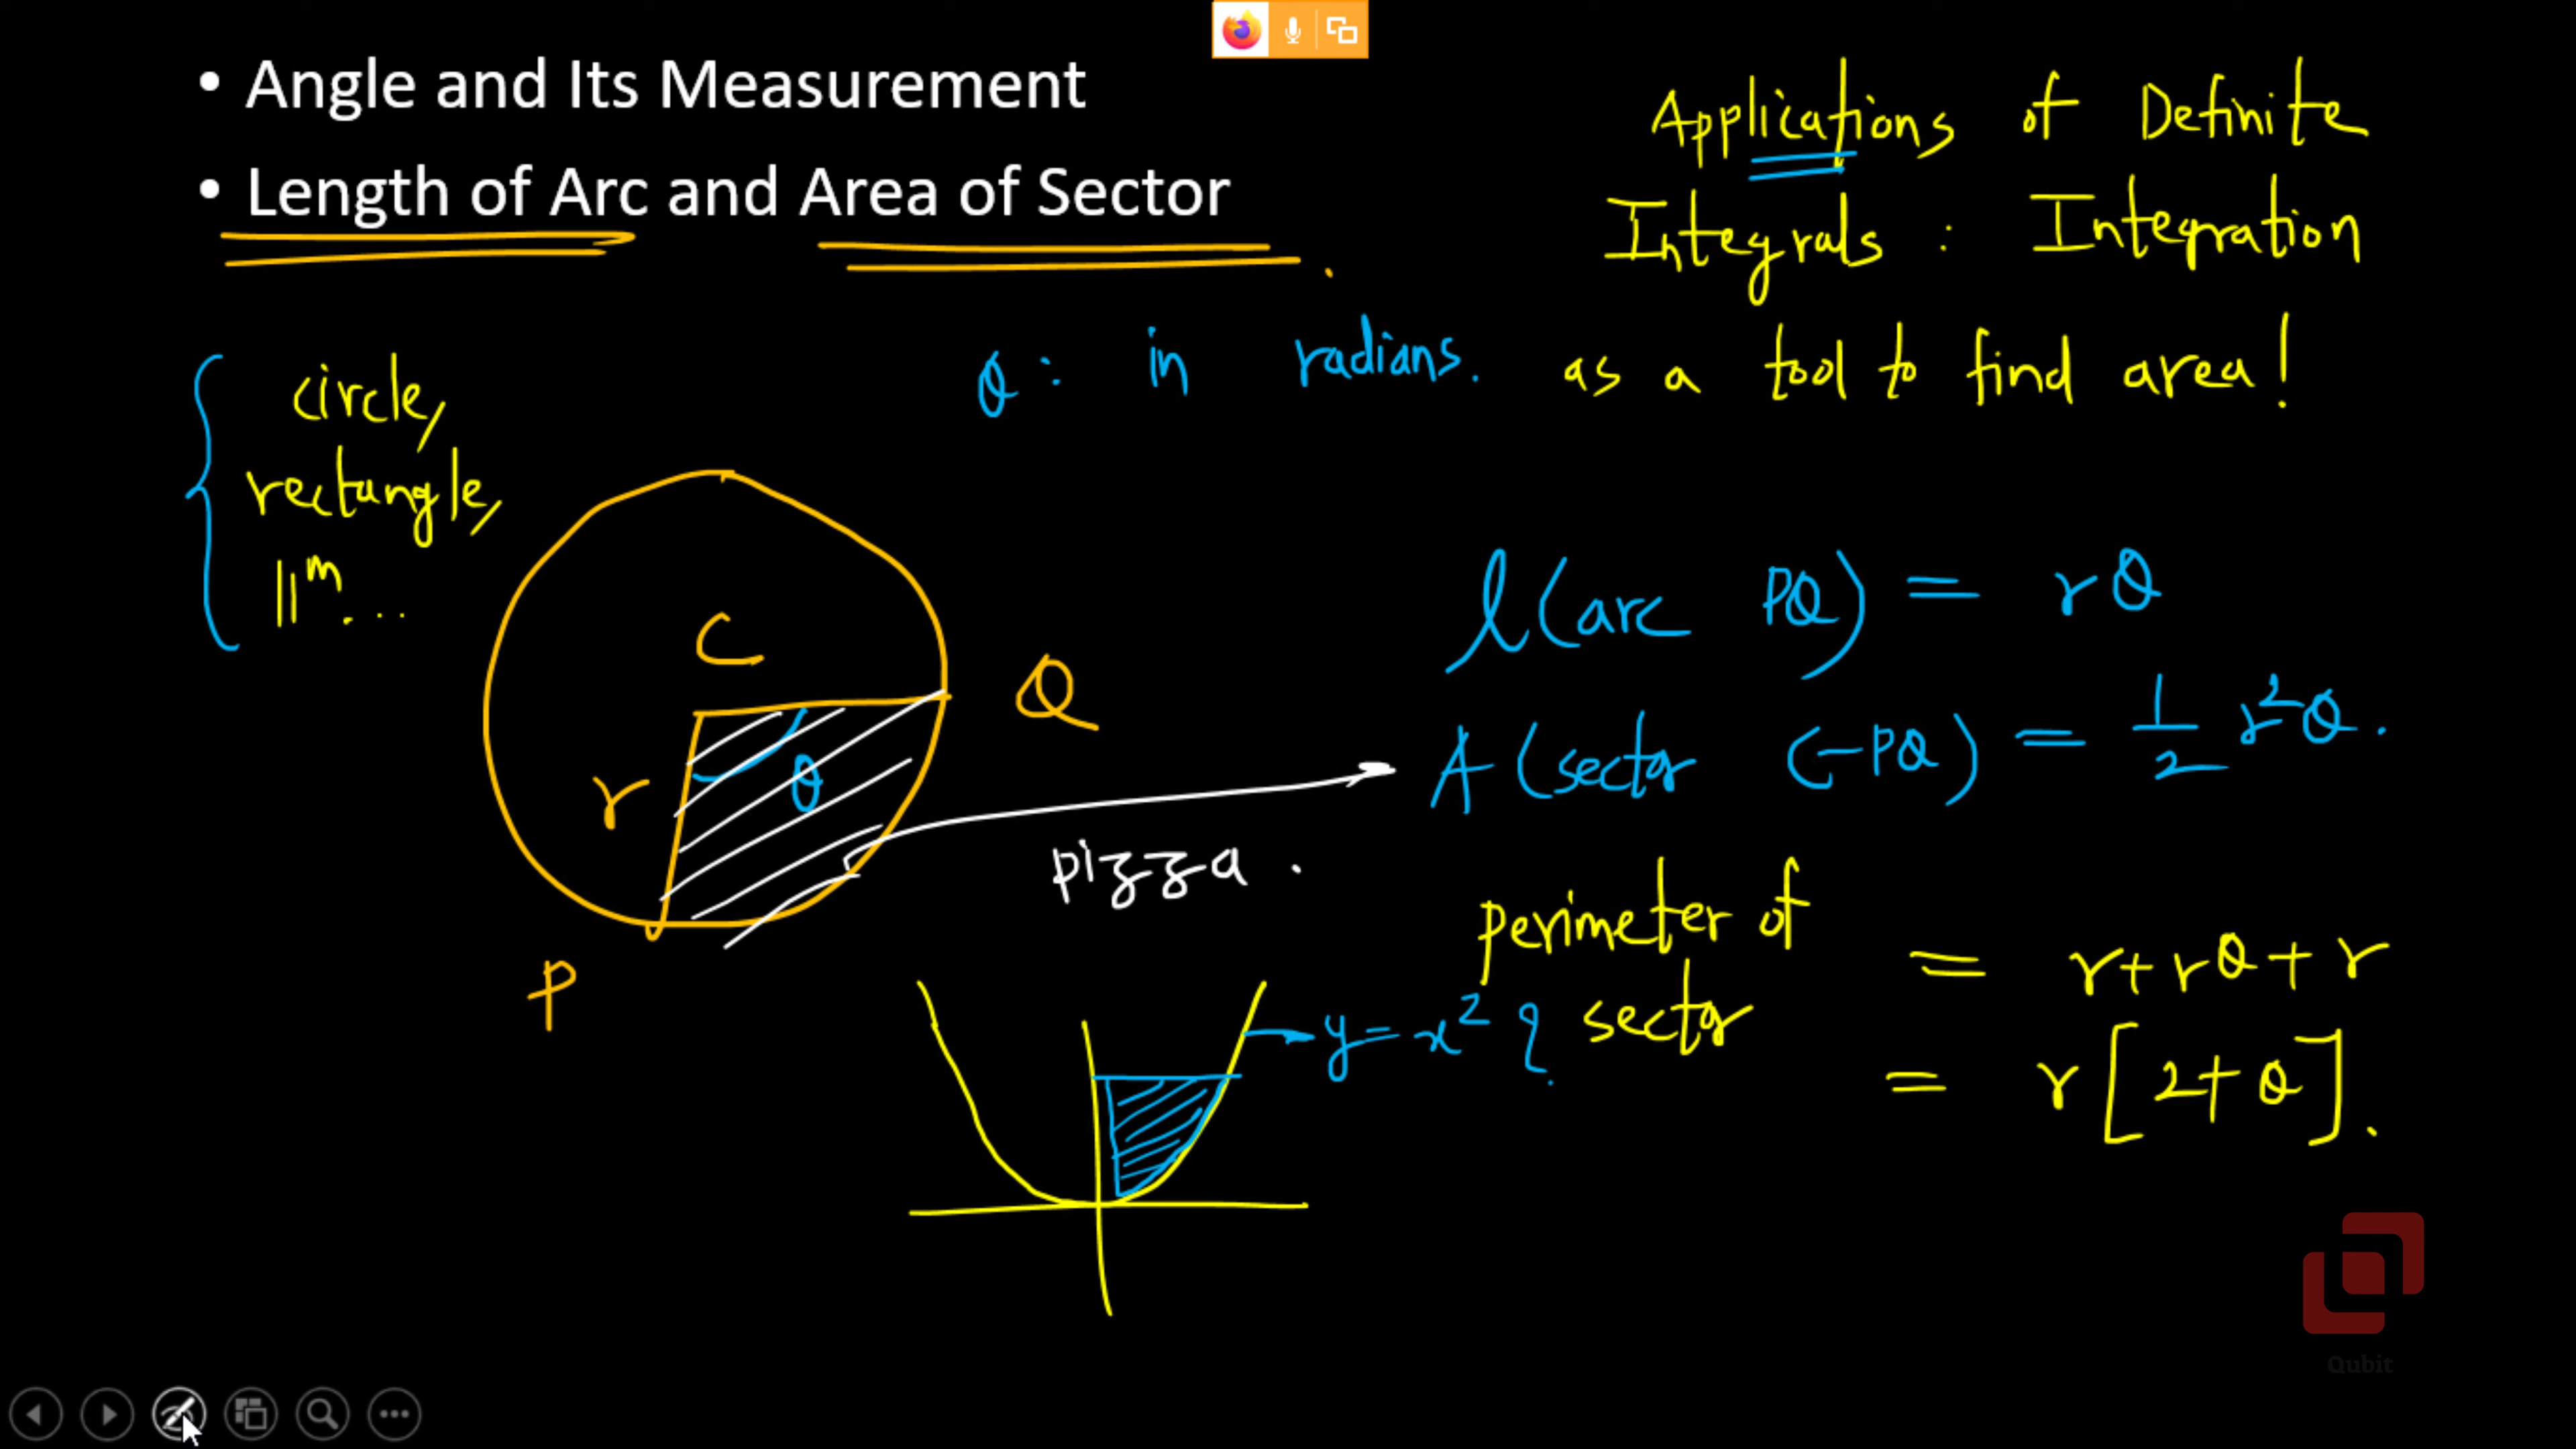 • Angle and Its Measurement
• Length of Arc and Area of Sector
Applications of Definite
Integrals : Integration
as a tool to find area!
θ : in radians.
circle,
rectangle,
||m...
C
Q
r
θ
P
pizza.
l(arc PQ) = rθ
A(sector C-PQ) = 1/2 r²θ.
perimeter of
sector
= r + rθ + r
= r[2+θ].
y = x² ?
Qubit